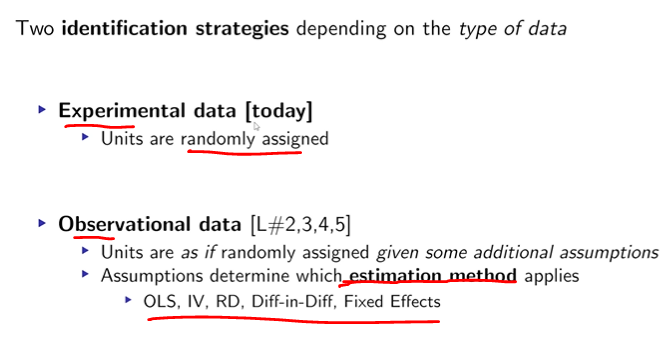 Two identification strategies depending on the type of data
Experimental data [today]
Units are randomly assigned
Observational data [L#2,3,4,5]
Units are as if randomly assigned given some additional assumptions
Assumptions determine which estimation method applies
OLS, IV, RD, Diff-in-Diff, Fixed Effects